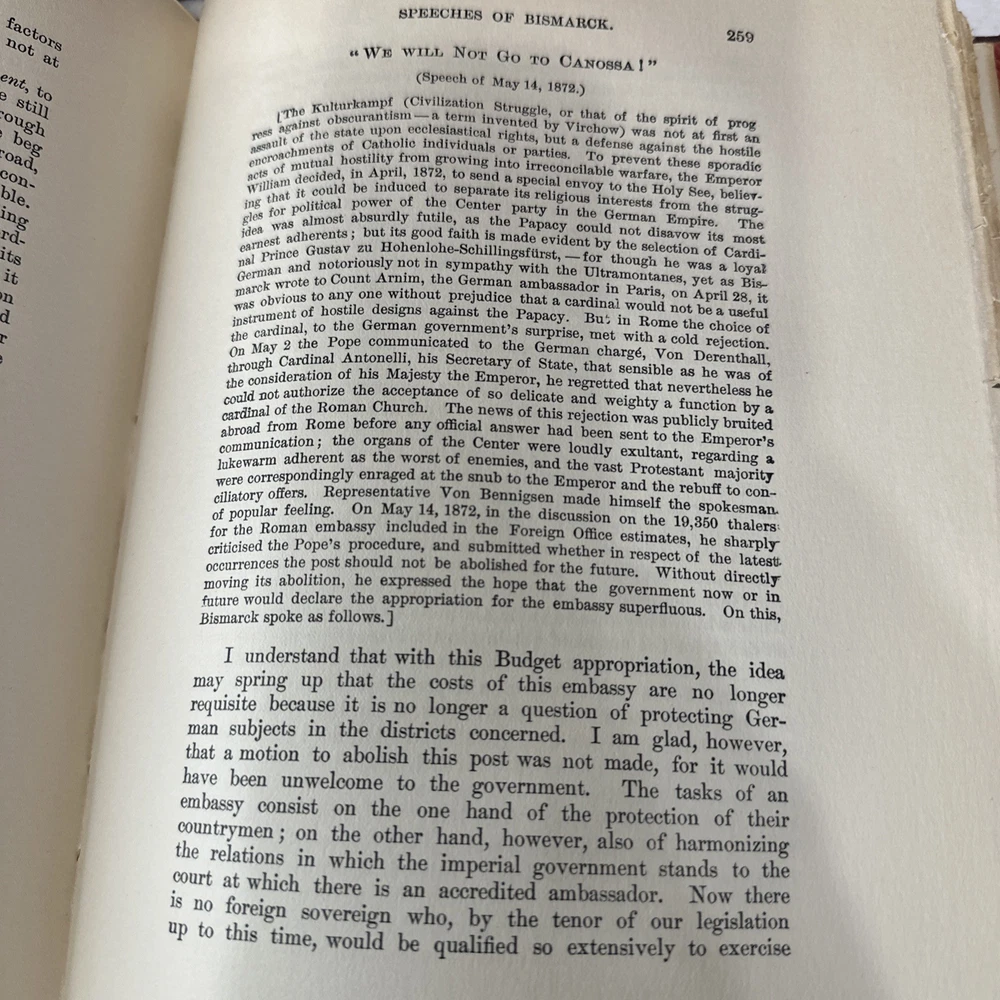 factors
not at
ent, to
e still
rough
beg
road,
con-
ble.
ing
rd-
its
it
on
d
r
e
SPEECHES OF BISMARCK.
259
“WE WILL NOT GO TO CANOSSA!”
(Speech of May 14, 1872.)
[The Kulturkampf (Civilization Struggle, or that of the spirit of prog
ress against obscurantism — a term invented by Virchow) was not at first an
assault of the state upon ecclesiastical rights, but a defense against the hostile
encroachments of Catholic individuals or parties. To prevent these sporadic
acts of mutual hostility from growing into irreconcilable warfare, the Emperor
William decided, in April, 1872, to send a special envoy to the Holy See, believ-
ing that it could be induced to separate its religious interests from the strug-
gles for political power of the Center party in the German Empire. The
idea was almost absurdly futile, as the Papacy could not disavow its most
earnest adherents; but its good faith is made evident by the selection of Cardi-
nal Prince Gustav zu Hohenlohe-Schillingsfürst, — for though he was a loyal
German and notoriously not in sympathy with the Ultramontanes, yet as Bis-
marck wrote to Count Arnim, the German ambassador in Paris, on April 28, it
was obvious to any one without prejudice that a cardinal would not be a useful
instrument of hostile designs against the Papacy. But in Rome the choice of
the cardinal, to the German government's surprise, met with a cold rejection.
On May 2 the Pope communicated to the German chargé, Von Derenthall,
through Cardinal Antonelli, his Secretary of State, that sensible as he was of
the consideration of his Majesty the Emperor, he regretted that nevertheless he
could not authorize the acceptance of so delicate and weighty a function by a
cardinal of the Roman Church. The news of this rejection was publicly bruited
abroad from Rome before any official answer had been sent to the Emperor's
communication; the organs of the Center were loudly exultant, regarding a
lukewarm adherent as the worst of enemies, and the vast Protestant majority
were correspondingly enraged at the snub to the Emperor and the rebuff to con-
ciliatory offers. Representative Von Bennigsen made himself the spokesman
of popular feeling. On May 14, 1872, in the discussion on the 19,350 thalers
for the Roman embassy included in the Foreign Office estimates, he sharply
criticised the Pope's procedure, and submitted whether in respect of the latest
occurrences the post should not be abolished for the future. Without directly
moving its abolition, he expressed the hope that the government now or in
future would declare the appropriation for the embassy superfluous. On this,
Bismarck spoke as follows.]
I understand that with this Budget appropriation, the idea
may spring up that the costs of this embassy are no longer
requisite because it is no longer a question of protecting Ger-
man subjects in the districts concerned. I am glad, however,
that a motion to abolish this post was not made, for it would
have been unwelcome to the government. The tasks of an
embassy consist on the one hand of the protection of their
countrymen; on the other hand, however, also of harmonizing
the relations in which the imperial government stands to the
court at which there is an accredited ambassador. Now there
is no foreign sovereign who, by the tenor of our legislation
up to this time, would be qualified so extensively to exercise